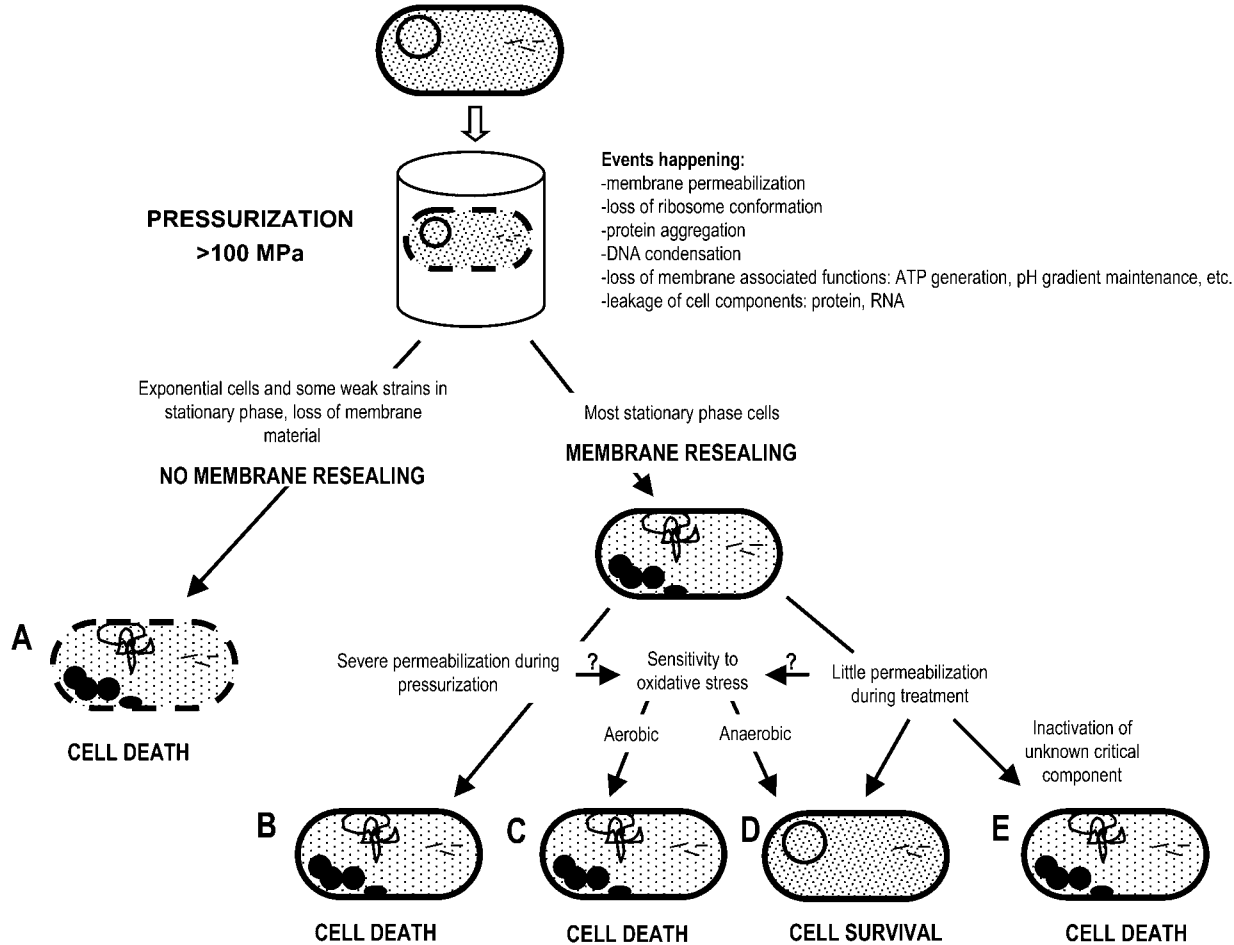 PRESSURIZATION
>100 MPa
Events happening:
-membrane permeabilization
-loss of ribosome conformation
-protein aggregation
-DNA condensation
-loss of membrane associated functions: ATP generation, pH gradient maintenance, etc.
-leakage of cell components: protein, RNA
Exponential cells and some weak strains in
stationary phase, loss of membrane
material
NO MEMBRANE RESEALING
Most stationary phase cells
MEMBRANE RESEALING
A
CELL DEATH
Severe permeabilization during
pressurization
?
Sensitivity to
oxidative stress
?
Little permeabilization
during treatment
Aerobic
Anaerobic
Inactivation of
unknown critical
component
B
CELL DEATH
C
CELL DEATH
D
CELL SURVIVAL
E
CELL DEATH